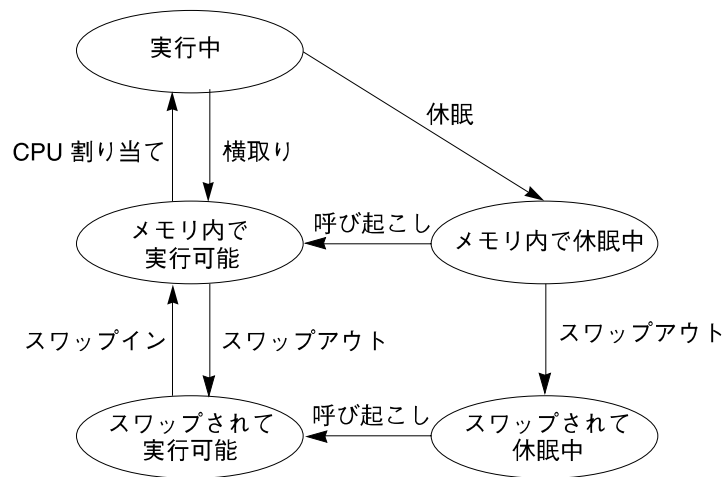 実行中
休眠
CPU 割り当て
横取り
メモリ内で
実行可能
呼び起こし
メモリ内で休眠中
スワップイン
スワップアウト
スワップアウト
スワップされて
実行可能
呼び起こし
スワップされて
休眠中